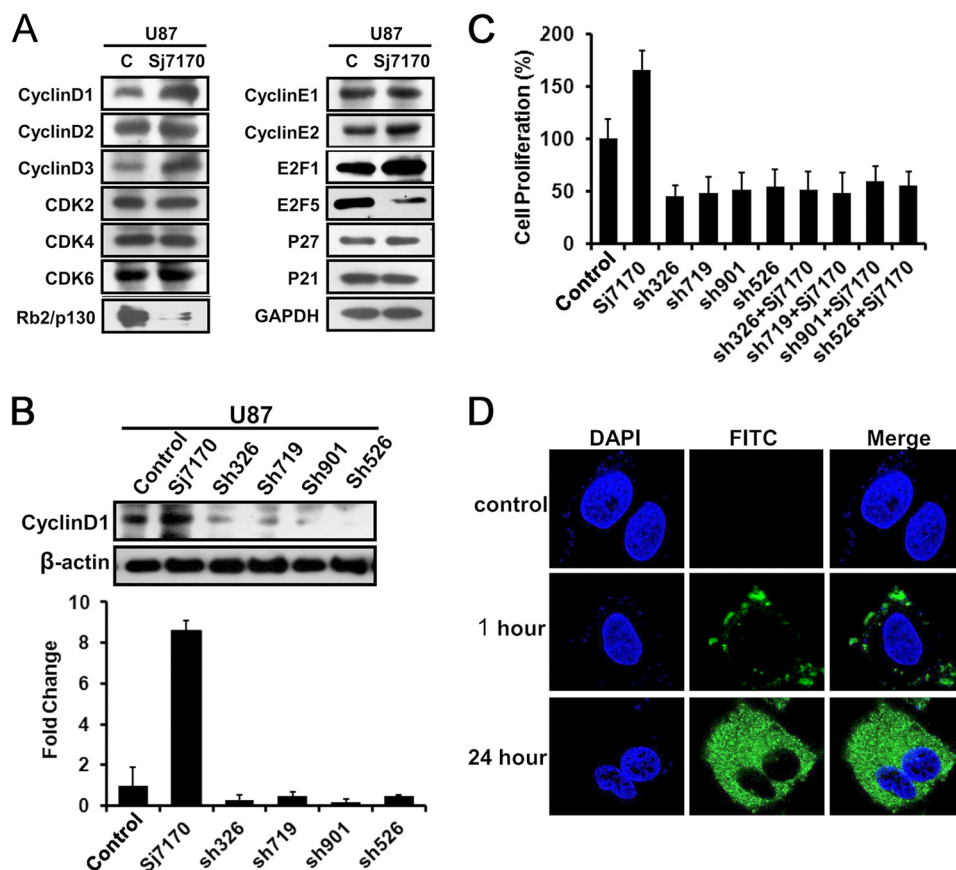 A
U87
C Sj7170
CyclinD1
CyclinD2
CyclinD3
CDK2
CDK4
CDK6
Rb2/p130
U87
C Sj7170
CyclinE1
CyclinE2
E2F1
E2F5
P27
P21
GAPDH
B
U87
Control Sj7170 Sh326 Sh719 Sh901 Sh526
CyclinD1
β-actin
Fold Change
10
8
6
4
2
0
Control Sj7170 sh326 sh719 sh901 sh526
C
Cell Proliferation (%)
200
150
100
50
0
Control Sj7170 sh326 sh719 sh901 sh526 sh326+Sj7170 sh719+Sj7170 sh901+Sj7170 sh526+Sj7170
D
DAPI FITC Merge
control
1 hour
24 hour